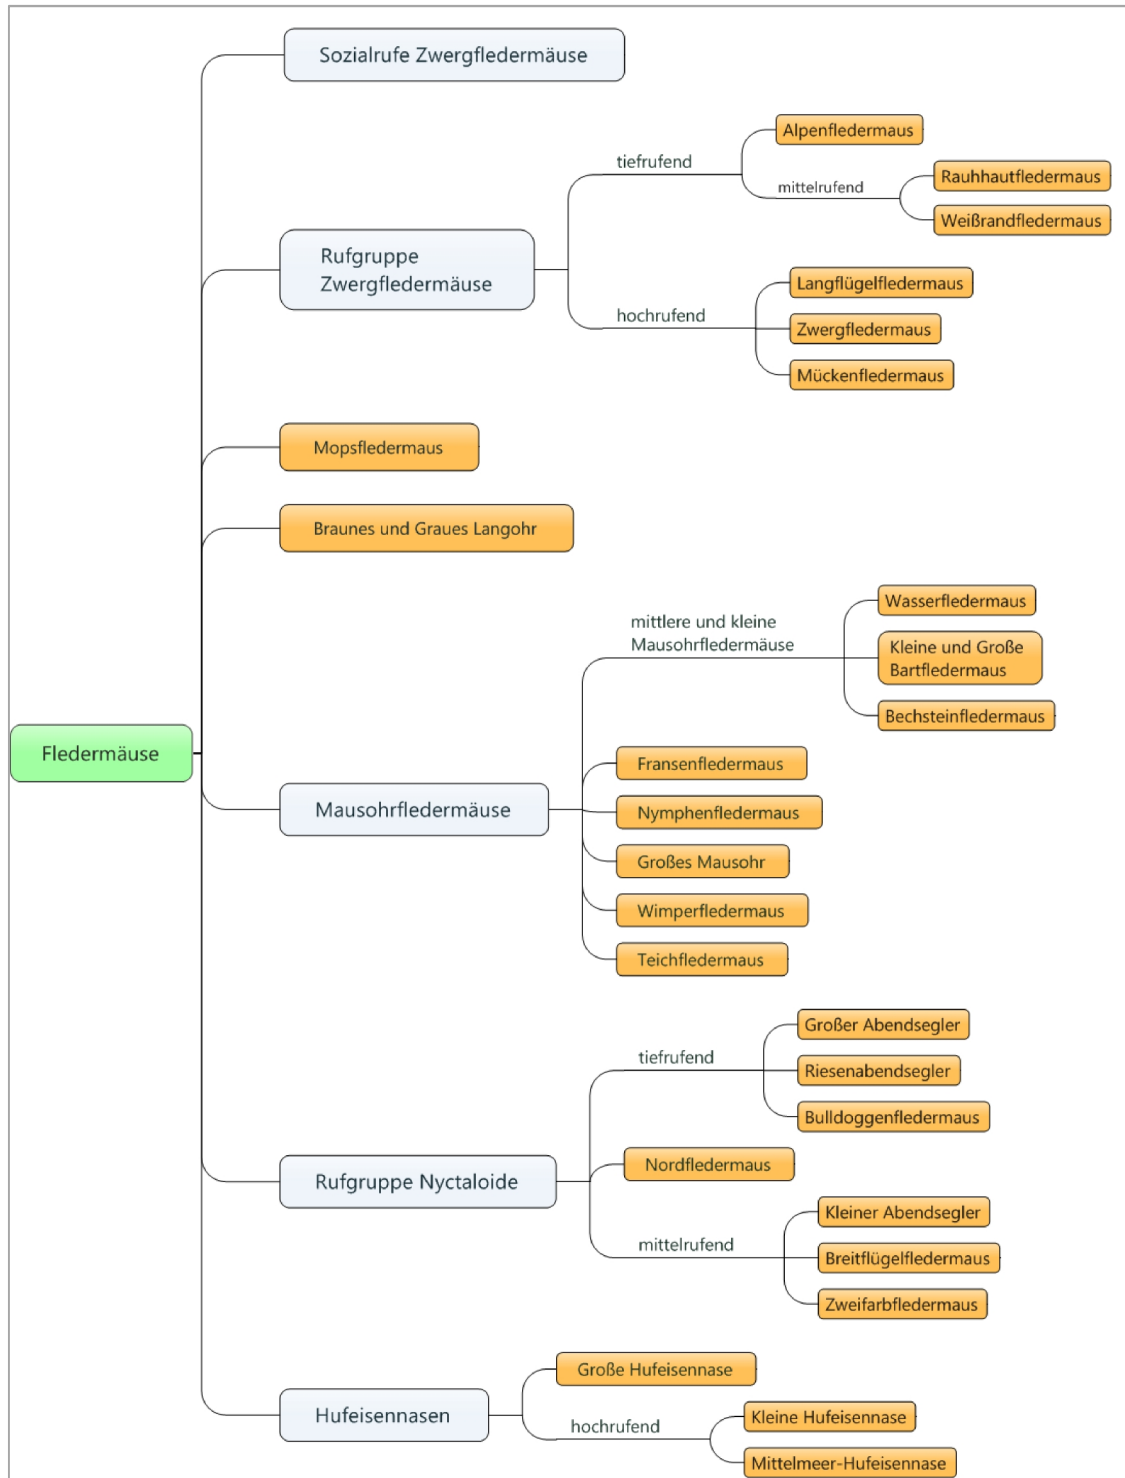 Sozialrufe Zwergfledermäuse
Alpenfledermaus
tiefrufend
mittelrufend
Rauhhautfledermaus
Weißrandfledermaus
Rufgruppe
Zwergfledermäuse
Langflügelfledermaus
hochrufend
Zwergfledermaus
Mückenfledermaus
Mopsfledermaus
Braunes und Graues Langohr
Wasserfledermaus
mittlere und kleine
Mausohrfledermäuse
Kleine und Große
Bartfledermaus
Bechsteinfledermaus
Fledermäuse
Fransenfledermaus
Mausohrfledermäuse
Nymphenfledermaus
Großes Mausohr
Wimperfledermaus
Teichfledermaus
Großer Abendsegler
tiefrufend
Riesenabendsegler
Bulldoggenfledermaus
Nordfledermaus
Rufgruppe Nyctaloide
Kleiner Abendsegler
mittelrufend
Breitflügelfledermaus
Zweifarbfledermaus
Große Hufeisennase
Hufeisennasen
hochrufend
Kleine Hufeisennase
Mittelmeer-Hufeisennase